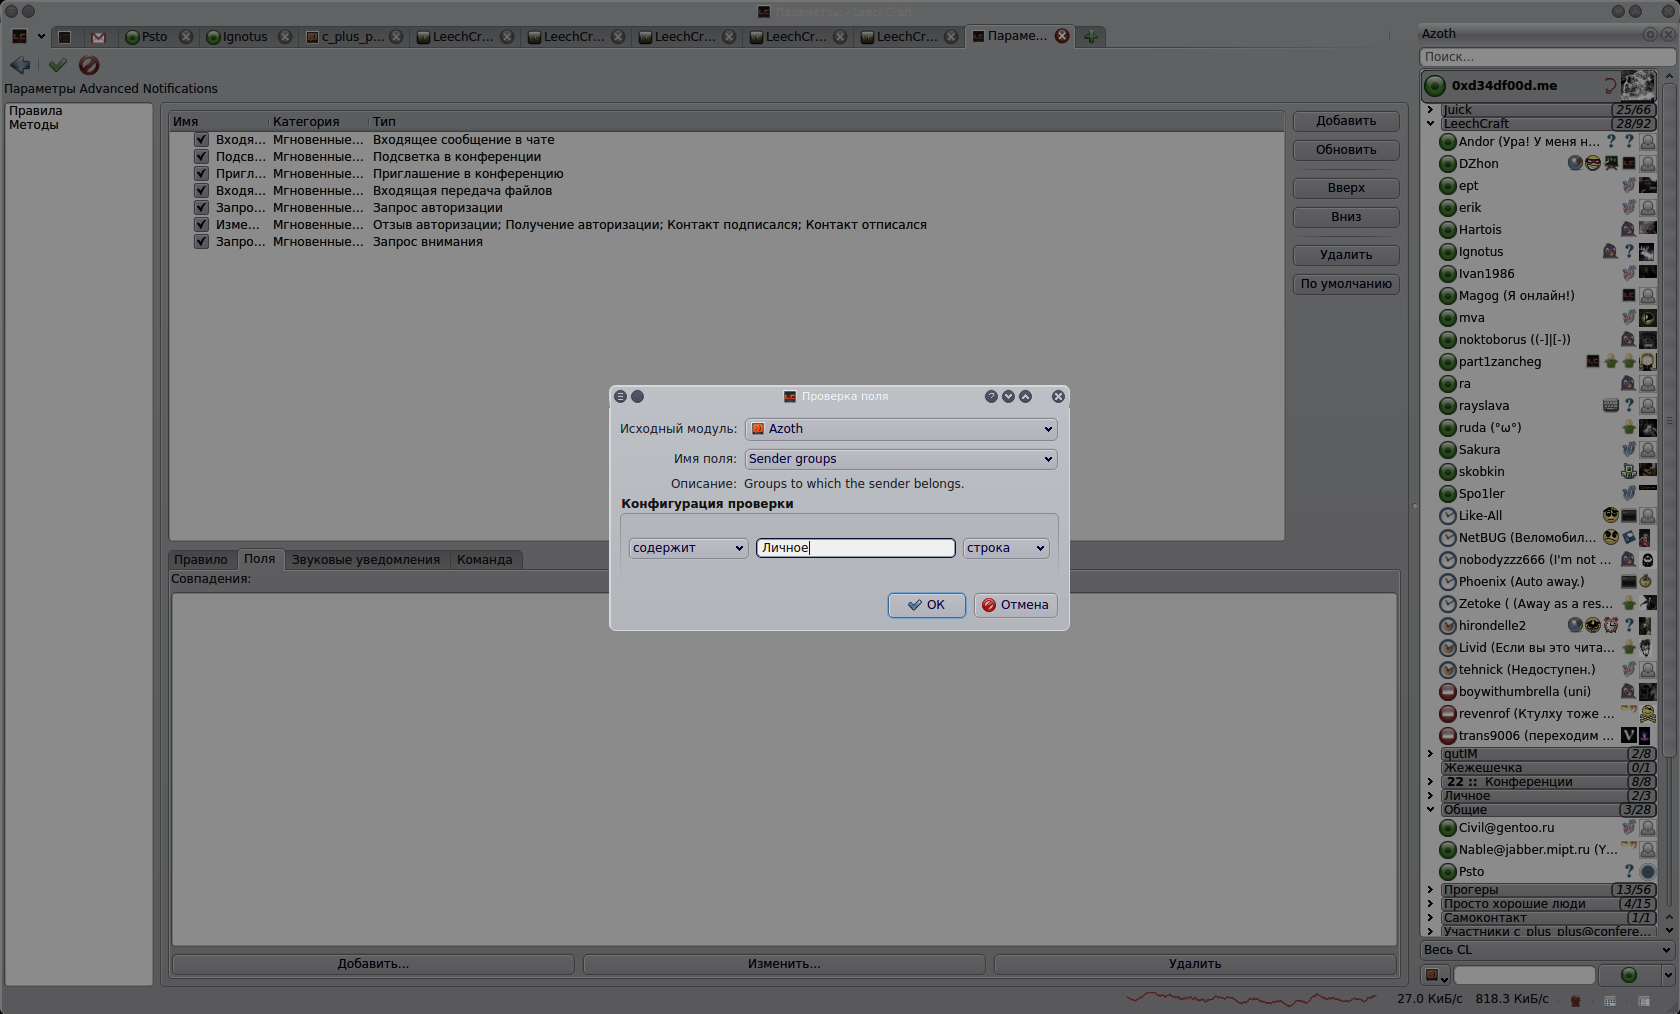 Параметры - LeechCraft
Psto
Ignotus
c_plus_p...
LeechCr...
LeechCr...
LeechCr...
LeechCr...
LeechCr...
Параме...
Параметры Advanced Notifications
Правила
Методы
Имя Категория Тип
Входя... Мгновенные... Входящее сообщение в чате
Подсв... Мгновенные... Подсветка в конференции
Пригл... Мгновенные... Приглашение в конференцию
Входя... Мгновенные... Входящая передача файлов
Запро... Мгновенные... Запрос авторизации
Изме... Мгновенные... Отзыв авторизации; Получение авторизации; Контакт подписался; Контакт отписался
Запро... Мгновенные... Запрос внимания
Добавить
Обновить
Вверх
Вниз
Удалить
По умолчанию
Проверка поля
Исходный модуль: Azoth
Имя поля: Sender groups
Описание: Groups to which the sender belongs.
Конфигурация проверки
содержит Личное строка
ОК Отмена
Правило Поля Звуковые уведомления Команда
Совпадения:
Добавить... Изменить... Удалить
Azoth
Поиск...
0xd34df00d.me
Juick 25/66
LeechCraft 28/92
Andor (Ура! У меня н...
DZhon
ept
erik
Hartois
Ignotus
Ivan1986
Magog (Я онлайн!)
mva
noktoborus ((-]|[-))
part1zancheg
ra
rayslava
ruda (°ω°)
Sakura
skobkin
Spo1ler
Like-All
NetBUG (Веломобил...
nobodyzzz666 (I'm not ...
Phoenix (Auto away.)
Zetoke ( (Away as a res...
hirondelle2
Livid (Если вы это чита...
tehnick (Недоступен.)
boywithumbrella (uni)
revenrof (Ктулху тоже ...
trans9006 (переходим ...
qutIM 2/8
Жежешечка 0/1
22 :: Конференции 8/8
Личное 2/3
Общие 3/28
Civil@gentoo.ru
Nable@jabber.mipt.ru (Y...
Psto
Прогеры 13/56
Просто хорошие люди 4/15
Самоконтакт 1/1
Участники c_plus_plus@confere...
Весь CL
27.0 КиБ/с 818.3 КиБ/с